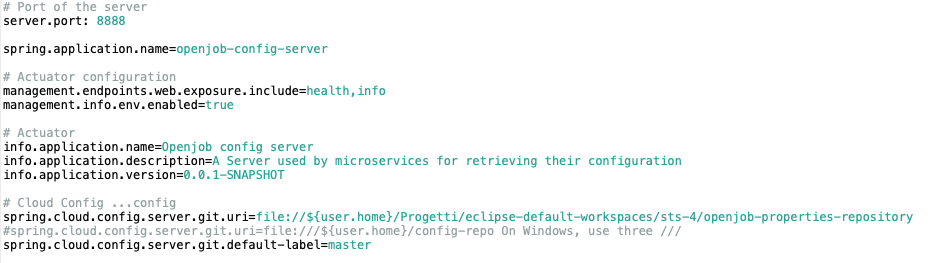 # Port of the server
server.port: 8888
spring.application.name=openjob-config-server
# Actuator configuration
management.endpoints.web.exposure.include=health,info
management.info.env.enabled=true
# Actuator
info.application.name=Openjob config server
info.application.description=A Server used by microservices for retrieving their configuration
info.application.version=0.0.1-SNAPSHOT
# Cloud Config ...config
spring.cloud.config.server.git.uri=file://${user.home}/Progetti/eclipse-default-workspaces/sts-4/openjob-properties-repository
#spring.cloud.config.server.git.uri=file:///${user.home}/config-repo On Windows, use three ///
spring.cloud.config.server.git.default-label=master